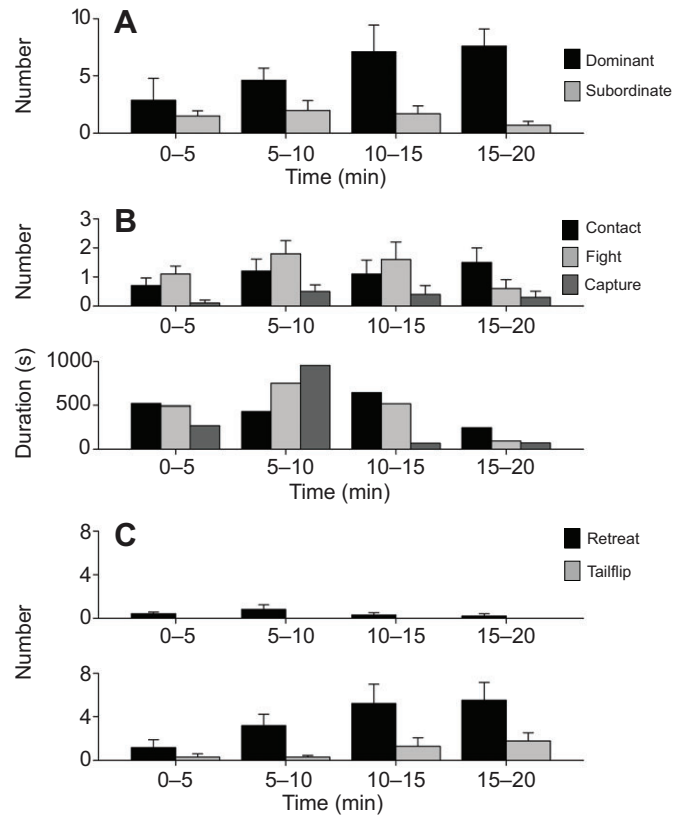 A
Number
10
5
0
Dominant
Subordinate
0–5 5–10 10–15 15–20
Time (min)
B
Number
3
2
1
0
Contact
Fight
Capture
0–5 5–10 10–15 15–20
Duration (s)
1000
500
0
0–5 5–10 10–15 15–20
Time (min)
C
Number
8
4
0
Retreat
Tailflip
0–5 5–10 10–15 15–20
8
4
0
0–5 5–10 10–15 15–20
Time (min)